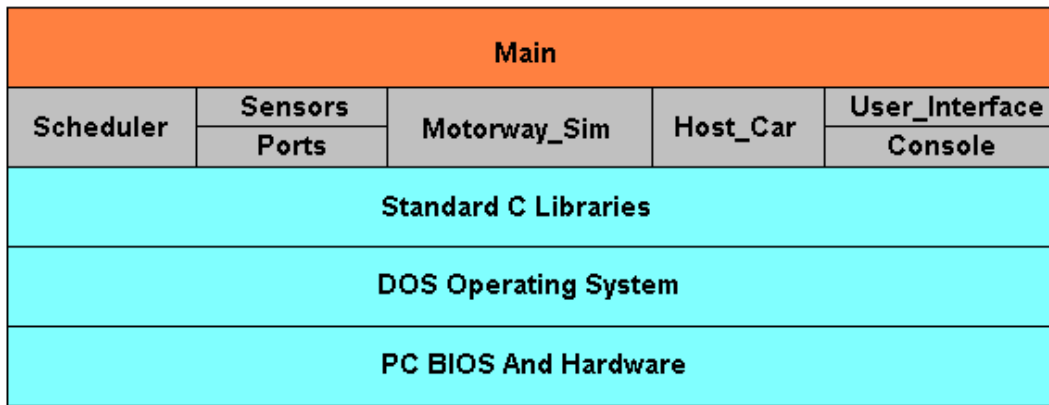 Main
Scheduler
Sensors
Ports
Motorway_Sim
Host_Car
User_Interface
Console
Standard C Libraries
DOS Operating System
PC BIOS And Hardware